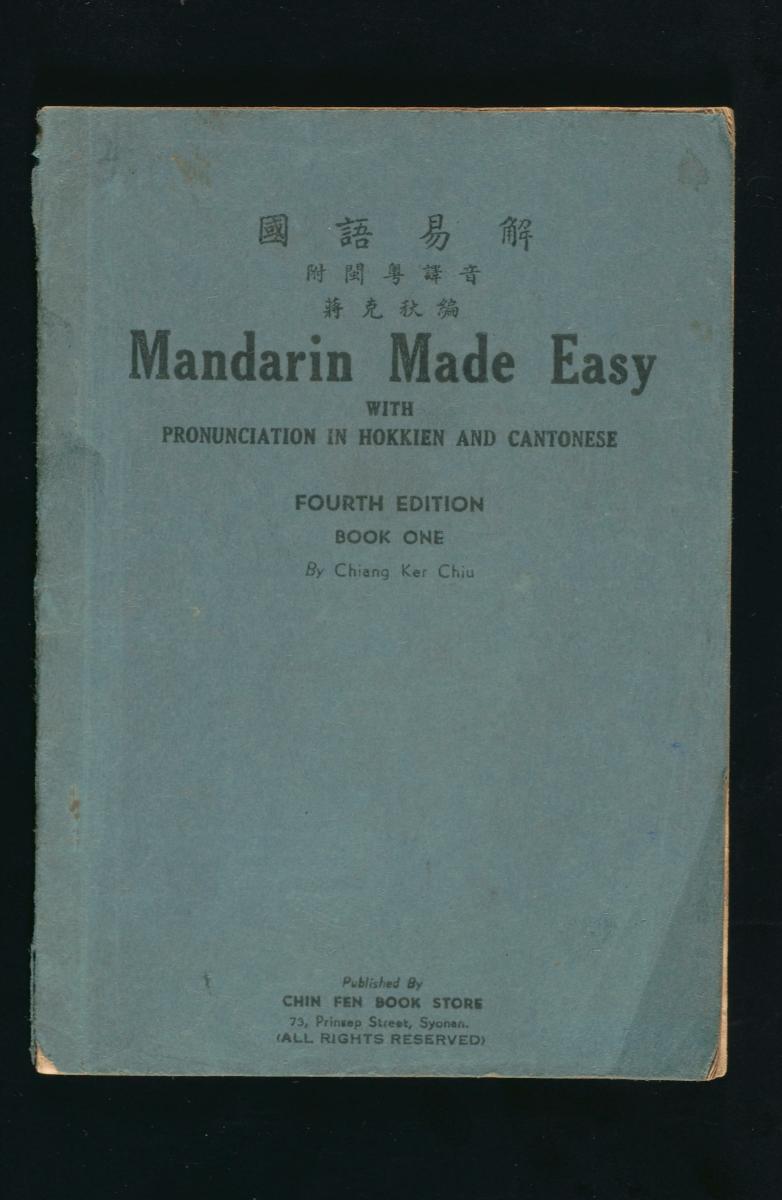 國語易解
附閩粵譯音
蔣克秋編
Mandarin Made Easy
WITH
PRONUNCIATION IN HOKKIEN AND CANTONESE
FOURTH EDITION
BOOK ONE
By Chiang Ker Chiu
Published By
CHIN FEN BOOK STORE
73, Prinsep Street, Syonan.
(ALL RIGHTS RESERVED)